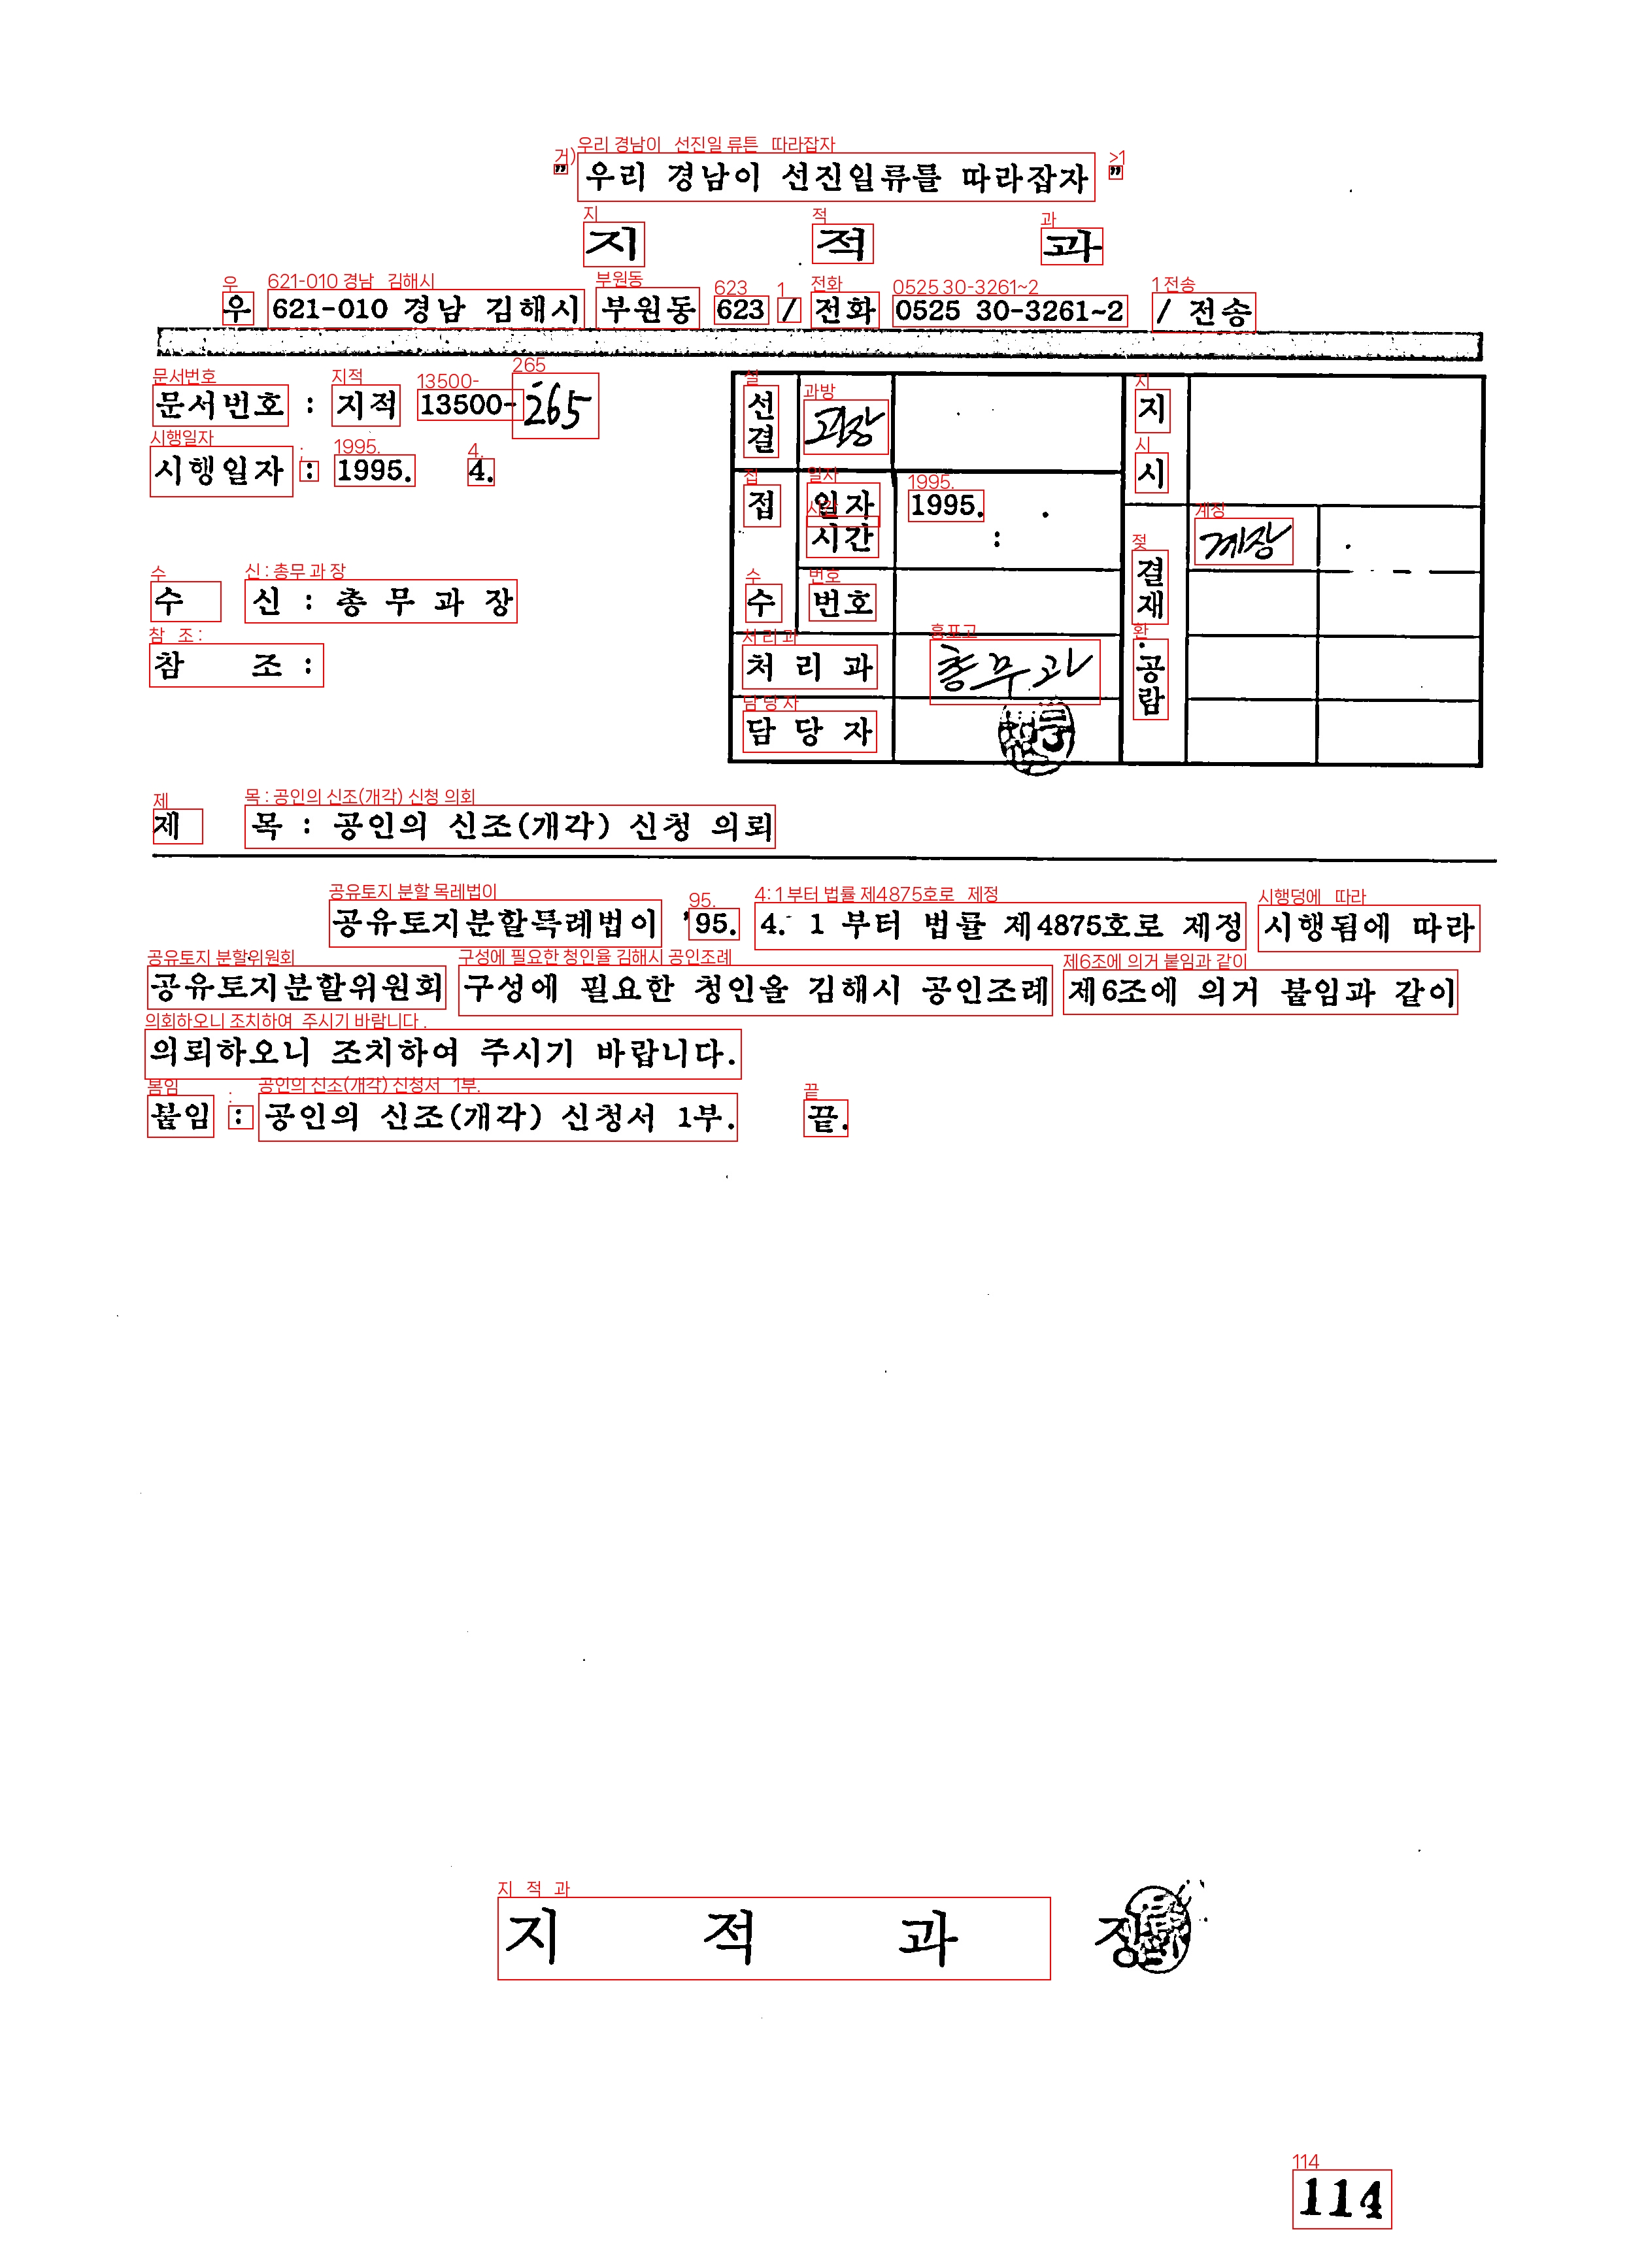 " 우리 경남이 선진일류를 따라잡자 "
지 적 과
우 621-010 경남 김해시 부원동 623 / 전화 0525 30-3261~2 / 전송
문서번호 : 지적 13500-265
시행일자 : 1995. 4.
수 신 : 총 무 과 장
참 조 :
선결 과장 지시
접수 일자 1995. .
시간 :
번호
결재·공람 계장
처 리 과 총무과
담 당 자
제 목 : 공인의 신조(개각) 신청 의뢰
공유토지분할특례법이 '95. 4. 1 부터 법률 제4875호로 제정 시행됨에 따라
공유토지분할위원회 구성에 필요한 청인을 김해시 공인조례 제6조에 의거 붙임과 같이
의뢰하오니 조치하여 주시기 바랍니다.
붙임 : 공인의 신조(개각) 신청서 1부. 끝.
지 적 과 장
114